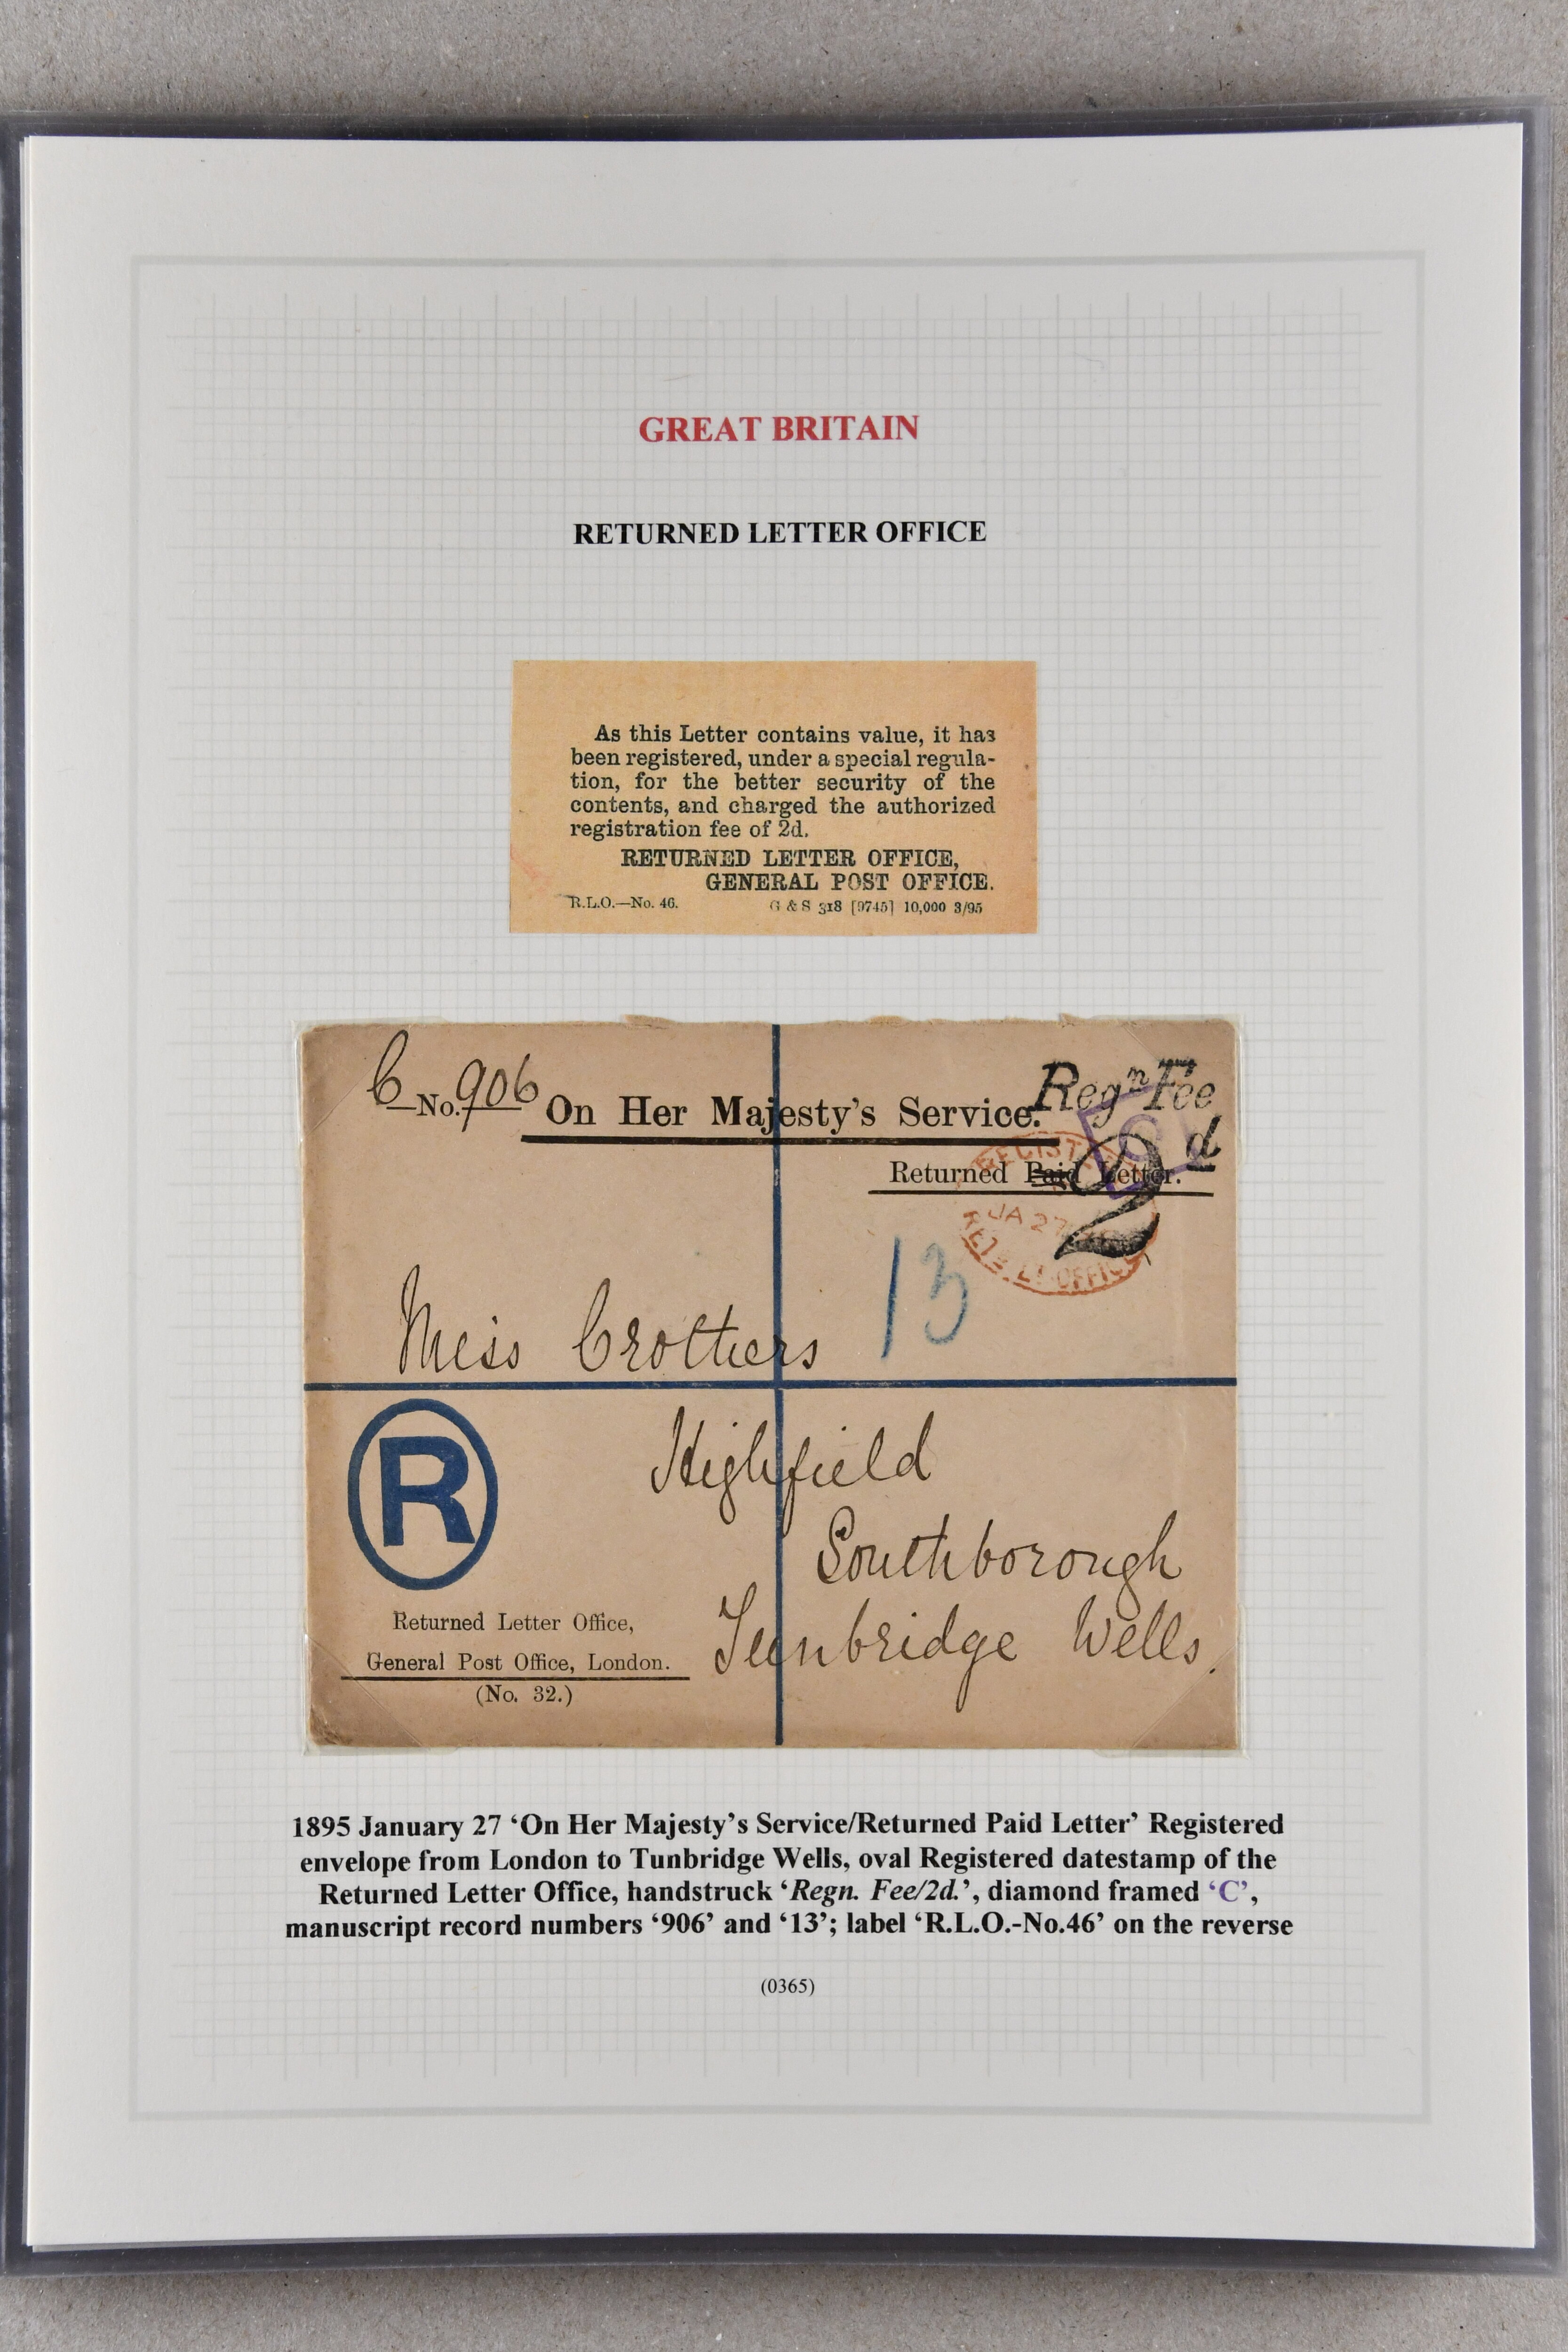 GREAT BRITAIN
RETURNED LETTER OFFICE
As this Letter contains value, it has
been registered, under a special regula-
tion, for the better security of the
contents, and charged the authorized
registration fee of 2d.
RETURNED LETTER OFFICE,
GENERAL POST OFFICE.
R.L.O.—No. 46. G & S 318 [9745] 10,000 3/95
C No. 906 On Her Majesty's Service. Regn Fee
2d
C
Returned Paid Letter.
JA 27
OFFICE
13
Miss Crothers
Highfield
R
Southborough
Tunbridge Wells.
Returned Letter Office,
General Post Office, London.
(No. 32.)
1895 January 27 ‘On Her Majesty’s Service/Returned Paid Letter’ Registered
envelope from London to Tunbridge Wells, oval Registered datestamp of the
Returned Letter Office, handstruck ‘Regn. Fee/2d.’, diamond framed ‘C’,
manuscript record numbers ‘906’ and ‘13’; label ‘R.L.O.-No.46’ on the reverse
(0365)